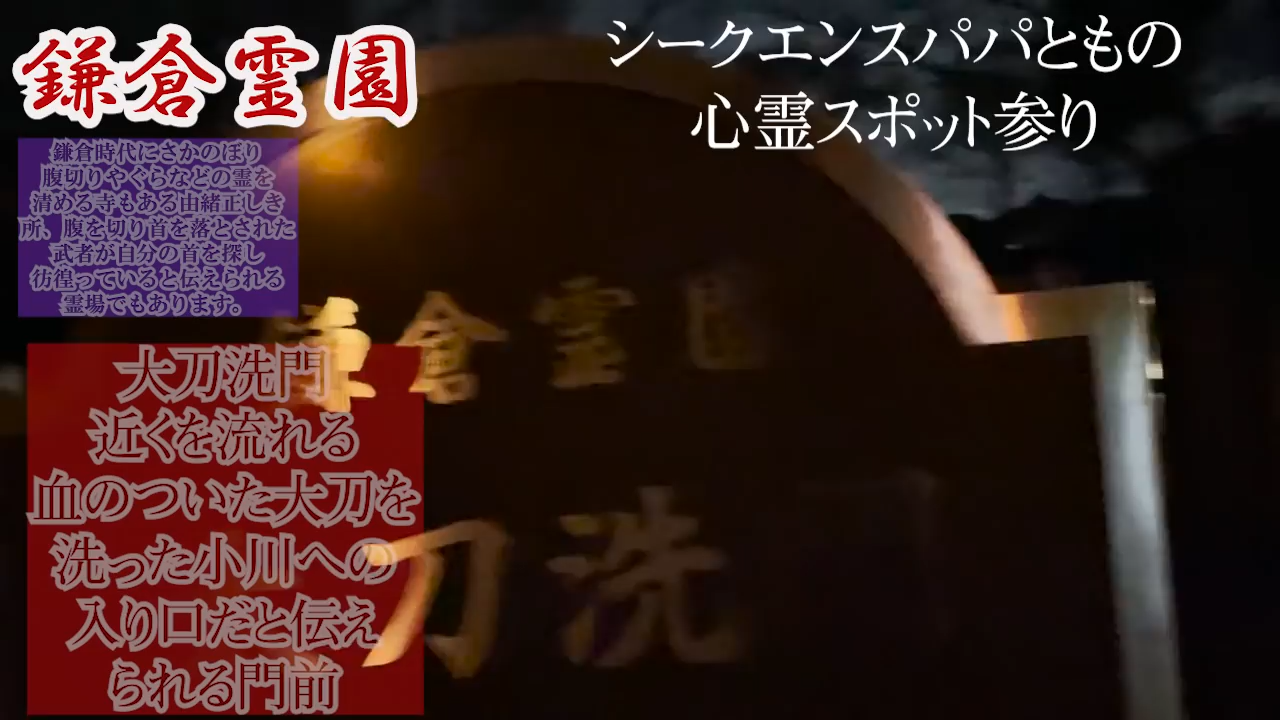 鎌倉霊園
シークエンスパパともの
心霊スポット参り
鎌倉時代にさかのぼり
腹切りやぐらなどの霊を
清める寺もある由緒正しき
所、腹を切り首を落とされた
武者が自分の首を探し
彷徨っていると伝えられる
霊場でもあります。
倉霊園
大刀洗門
近くを流れる
血のついた大刀を
洗った小川への
入り口だと伝え
られる門前
刀洗